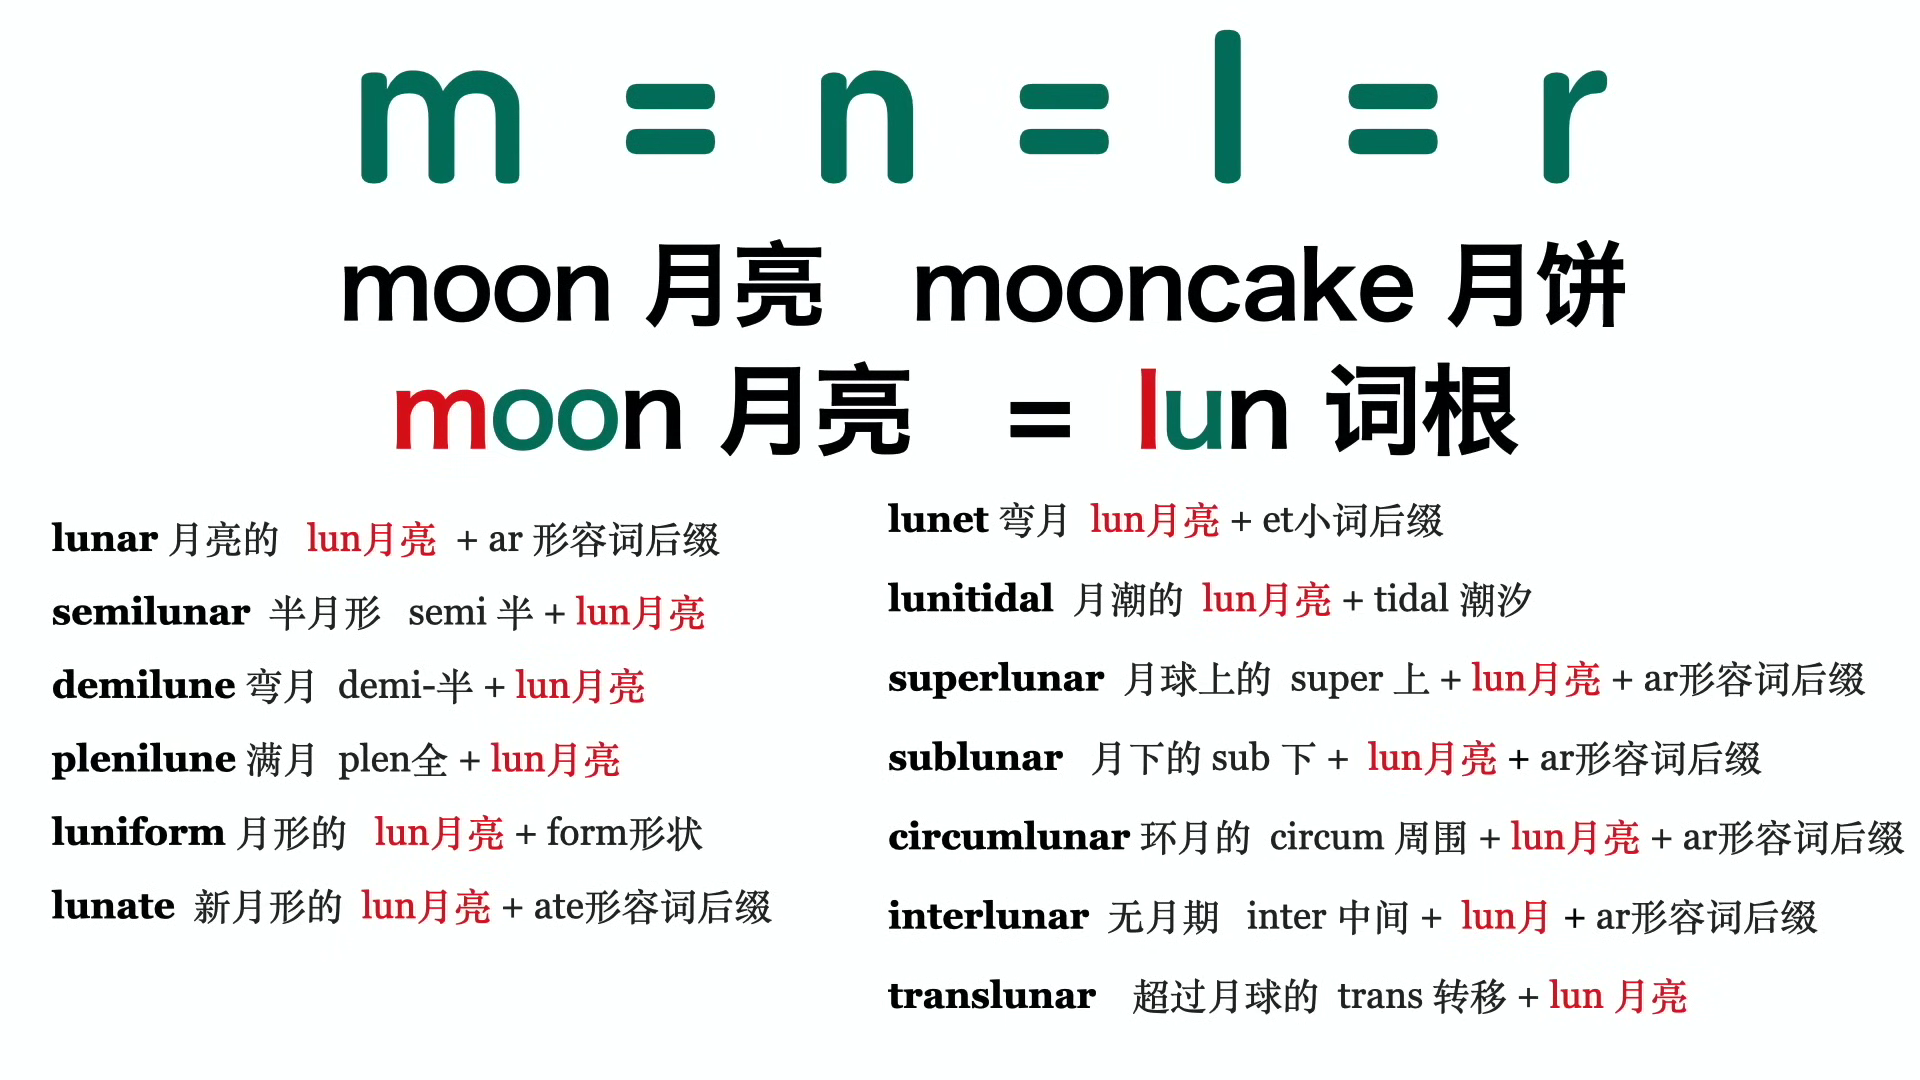 m = n = l = r
moon 月亮 mooncake 月饼
moon 月亮 = lun 词根
lunar 月亮的 lun月亮 + ar 形容词后缀
semilunar 半月形 semi 半 + lun月亮
demilune 弯月 demi-半 + lun月亮
plenilune 满月 plen全 + lun月亮
luniform 月形的 lun月亮 + form形状
lunate 新月形的 lun月亮 + ate形容词后缀
lunet 弯月 lun月亮 + et小词后缀
lunitidal 月潮的 lun月亮 + tidal 潮汐
superlunar 月球上的 super 上 + lun月亮 + ar形容词后缀
sublunar 月下的 sub 下 + lun月亮 + ar形容词后缀
circumlunar 环月的 circum 周围 + lun月亮 + ar形容词后缀
interlunar 无月期 inter 中间 + lun月 + ar形容词后缀
translunar 超过月球的 trans 转移 + lun 月亮